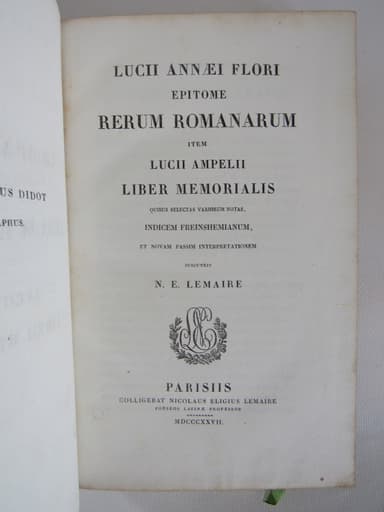 US DIDOT
APHUS.
LUCII ANNÆI FLORI
EPITOME
RERUM ROMANARUM
ITEM
LUCII AMPELII
LIBER MEMORIALIS
QUIBUS SELECTAS VARIORUM NOTAS,
INDICEM FREINSHEMIANUM,
ET NOVAM PASSIM INTERPRETATIONEM
SUBJUNXIT
N. E. LEMAIRE
PARISIIS
COLLIGEBAT NICOLAUS ELIGIUS LEMAIRE
POESEOS LATINÆ PROFESSOR
MDCCCXXVII.